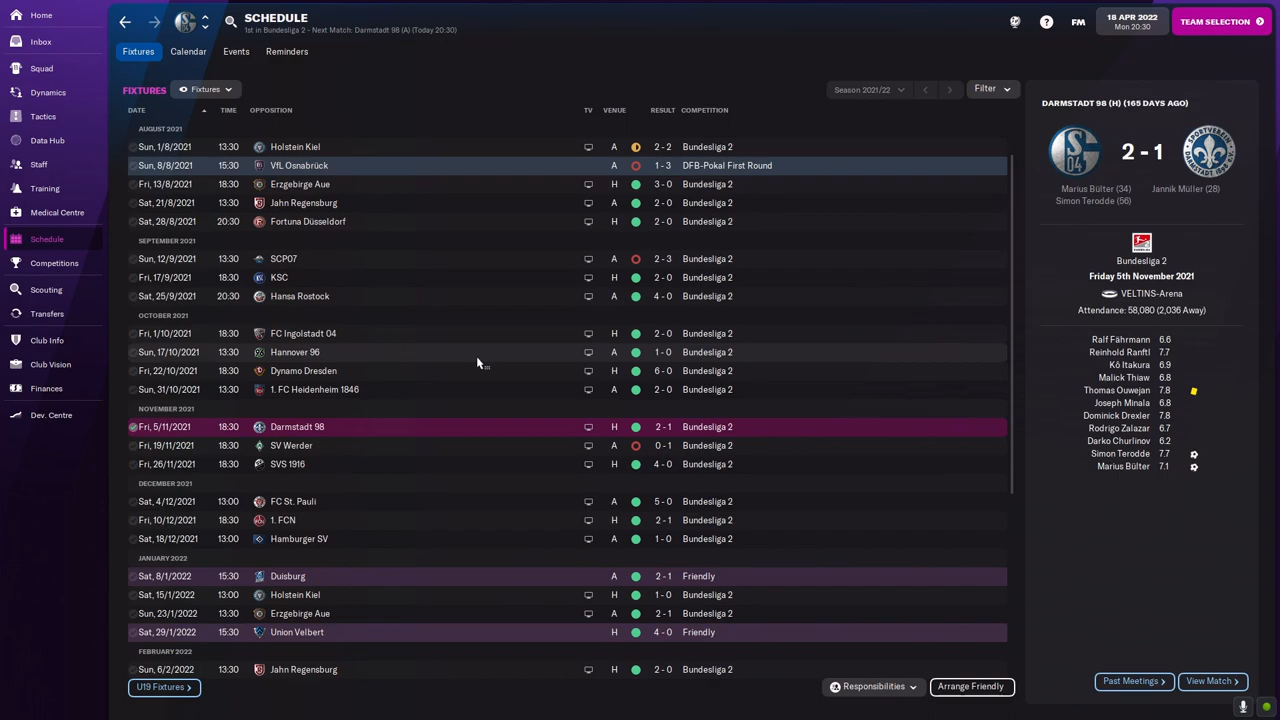 Home
Inbox
Squad
Dynamics
Tactics
Data Hub
Staff
Training
Medical Centre
Schedule
Competitions
Scouting
Transfers
Club Info
Club Vision
Finances
Dev. Centre
SCHEDULE
1st in Bundesliga 2 - Next Match: Darmstadt 98 (A) (Today 20:30)
FM
18 APR 2022
Mon 20:30
TEAM SELECTION
Fixtures Calendar Events Reminders
FIXTURES Fixtures Season 2021/22 Filter
DATE TIME OPPOSITION TV VENUE RESULT COMPETITION
AUGUST 2021
Sun, 1/8/2021 13:30 Holstein Kiel A 2 - 2 Bundesliga 2
Sun, 8/8/2021 15:30 VfL Osnabrück A 1 - 3 DFB-Pokal First Round
Fri, 13/8/2021 18:30 Erzgebirge Aue H 3 - 0 Bundesliga 2
Sat, 21/8/2021 13:30 Jahn Regensburg A 2 - 0 Bundesliga 2
Sat, 28/8/2021 20:30 Fortuna Düsseldorf H 2 - 0 Bundesliga 2
SEPTEMBER 2021
Sun, 12/9/2021 13:30 SCP07 A 2 - 3 Bundesliga 2
Fri, 17/9/2021 18:30 KSC H 2 - 0 Bundesliga 2
Sat, 25/9/2021 20:30 Hansa Rostock A 4 - 0 Bundesliga 2
OCTOBER 2021
Fri, 1/10/2021 18:30 FC Ingolstadt 04 H 2 - 0 Bundesliga 2
Sun, 17/10/2021 13:30 Hannover 96 A 1 - 0 Bundesliga 2
Fri, 22/10/2021 18:30 Dynamo Dresden H 6 - 0 Bundesliga 2
Sun, 31/10/2021 13:30 1. FC Heidenheim 1846 A 2 - 0 Bundesliga 2
NOVEMBER 2021
Fri, 5/11/2021 18:30 Darmstadt 98 H 2 - 1 Bundesliga 2
Fri, 19/11/2021 18:30 SV Werder A 0 - 1 Bundesliga 2
Fri, 26/11/2021 18:30 SVS 1916 H 4 - 0 Bundesliga 2
DECEMBER 2021
Sat, 4/12/2021 13:00 FC St. Pauli A 5 - 0 Bundesliga 2
Fri, 10/12/2021 18:30 1. FCN H 2 - 1 Bundesliga 2
Sat, 18/12/2021 13:30 Hamburger SV A 1 - 0 Bundesliga 2
JANUARY 2022
Sat, 8/1/2022 15:30 Duisburg A 2 - 1 Friendly
Sat, 15/1/2022 13:00 Holstein Kiel H 1 - 0 Bundesliga 2
Sun, 23/1/2022 13:30 Erzgebirge Aue A 2 - 1 Bundesliga 2
Sat, 29/1/2022 15:30 Union Velbert H 4 - 0 Friendly
FEBRUARY 2022
Sun, 6/2/2022 13:30 Jahn Regensburg H 2 - 0 Bundesliga 2
U19 Fixtures Responsibilities Arrange Friendly
DARMSTADT 98 (H) (165 DAYS AGO)
2 - 1
Marius Bülter (34) Jannik Müller (28)
Simon Terodde (56)
Bundesliga 2
Friday 5th November 2021
VELTINS-Arena
Attendance: 58,080 (2,036 Away)
Ralf Fährmann 6.6
Reinhold Ranftl 7.7
Kô Itakura 6.9
Malick Thiaw 6.8
Thomas Ouwejan 7.8
Joseph Minala 6.8
Dominick Drexler 7.8
Rodrigo Zalazar 6.7
Darko Churlinov 6.2
Simon Terodde 7.7
Marius Bülter 7.1
Past Meetings View Match